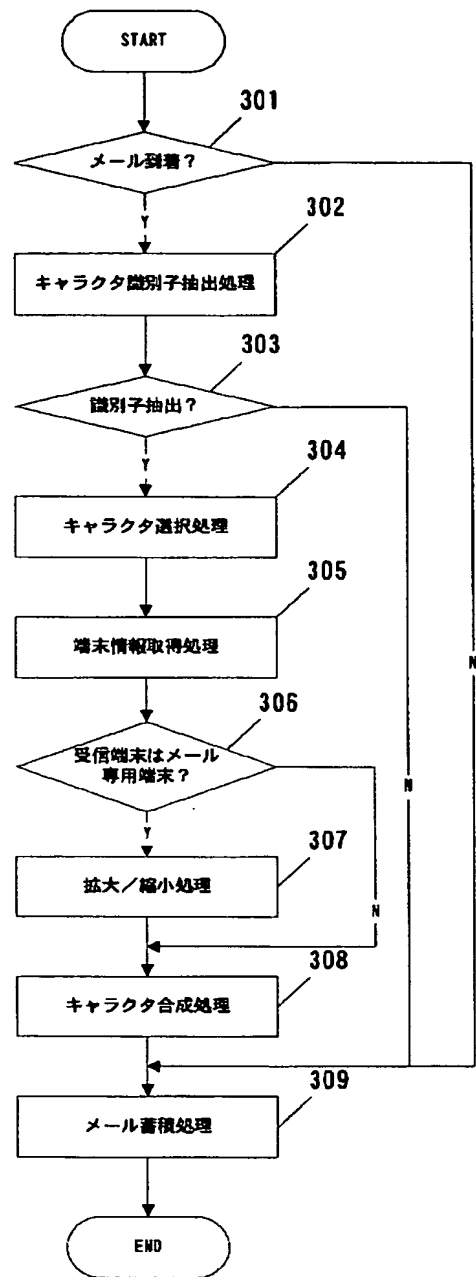 START
301
メール到着?
Y
302
キャラクタ識別子抽出処理
303
識別子抽出?
Y
304
キャラクタ選択処理
305
端末情報取得処理
N
306
受信端末はメール
専用端末?
N
Y
307
拡大/縮小処理
N
308
キャラクタ合成処理
309
メール蓄積処理
END